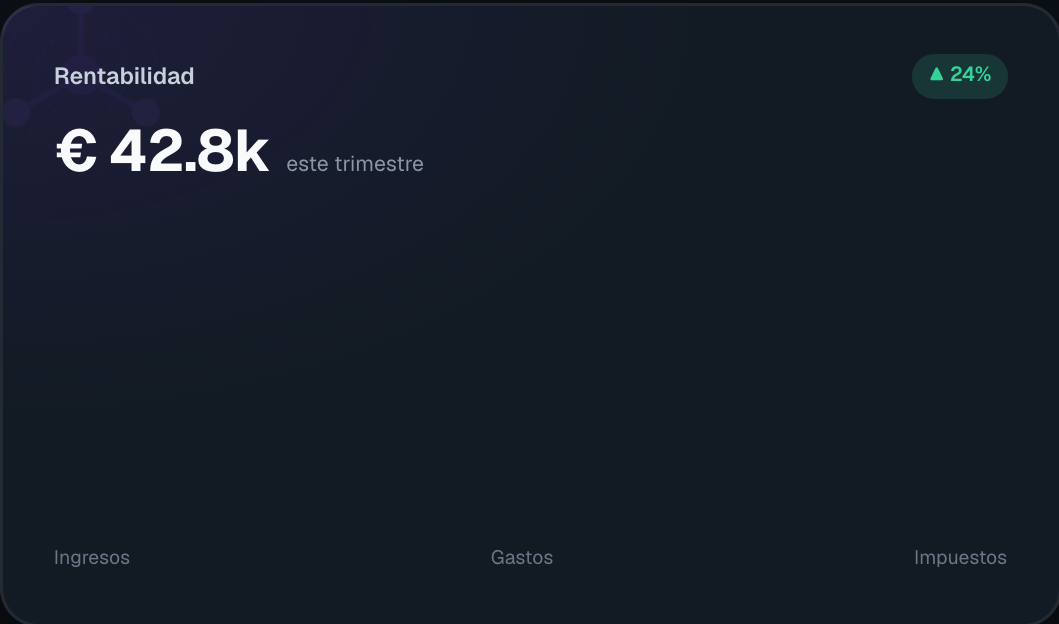 Rentabilidad
▲ 24%
€ 42.8k este trimestre
Ingresos Gastos Impuestos